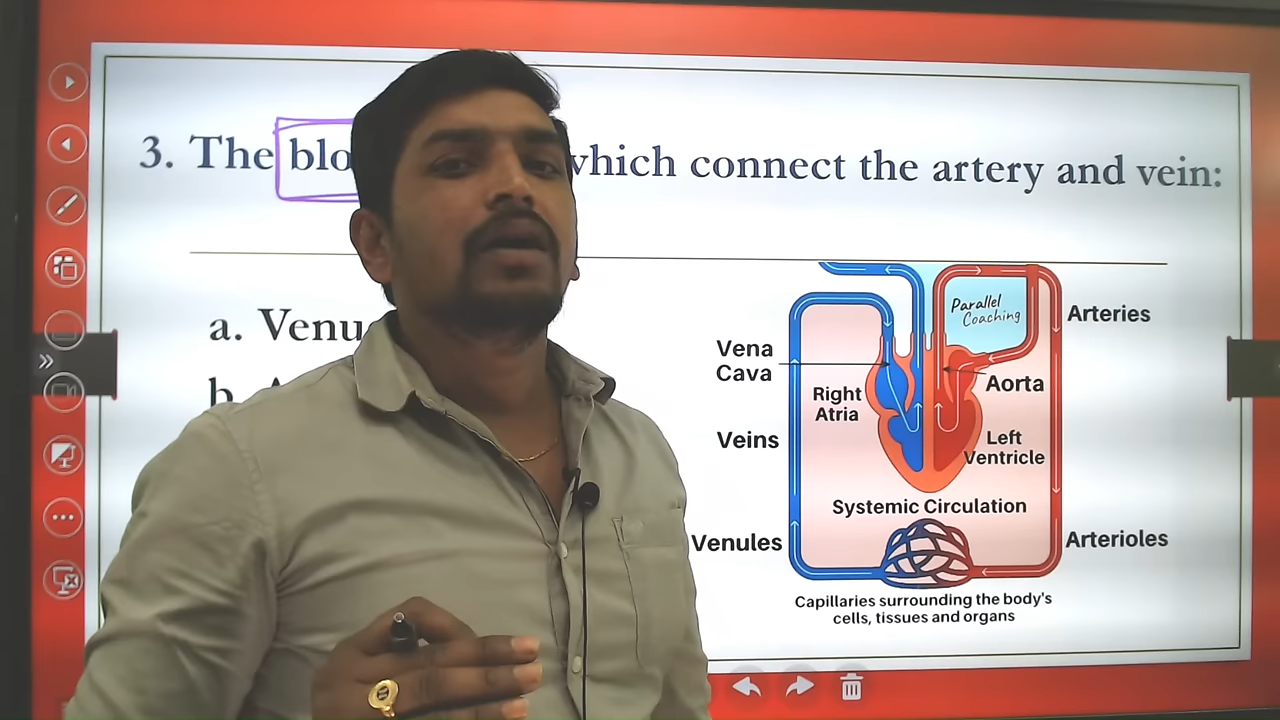 3. The blo which connect the artery and vein:
a. Venu
b. A
Parallel
Coaching
Arteries
Vena
Cava
Right
Atria
Aorta
Veins
Left
Ventricle
Systemic Circulation
Venules
Arterioles
Capillaries surrounding the body's
cells, tissues and organs